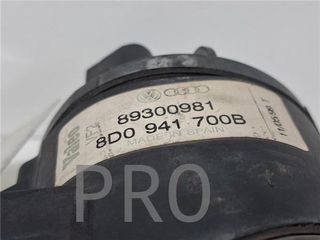 Valeo
89300981
8D0 941 700B
MADE IN SPAIN
PRO